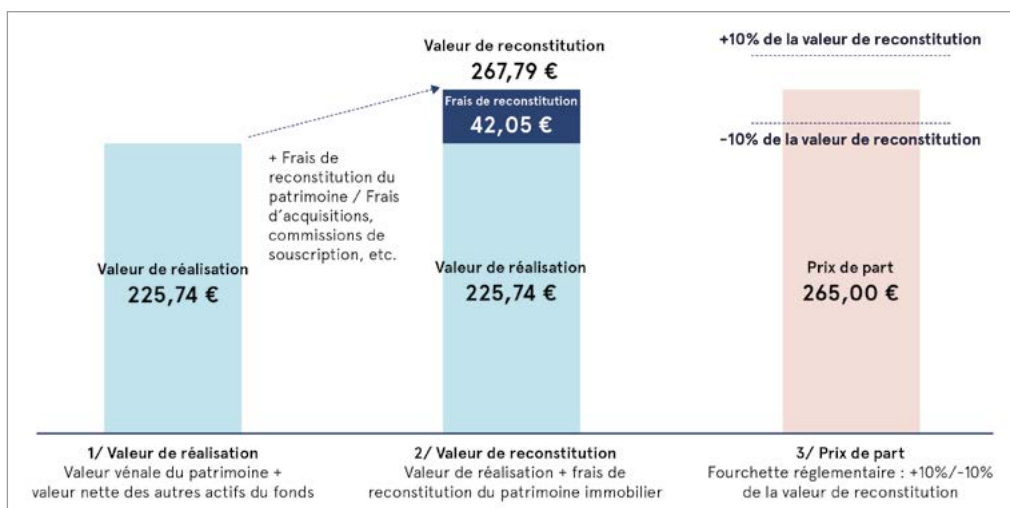 Valeur de reconstitution
267,79 €
Frais de reconstitution
42,05 €
+10% de la valeur de reconstitution
-10% de la valeur de reconstitution
+ Frais de
reconstitution du
patrimoine / Frais
d'acquisitions,
commissions de
souscription, etc.
Valeur de réalisation
225,74 €
Valeur de réalisation
225,74 €
Prix de part
265,00 €
1/ Valeur de réalisation
Valeur vénale du patrimoine +
valeur nette des autres actifs du fonds
2/ Valeur de reconstitution
Valeur de réalisation + frais de
reconstitution du patrimoine immobilier
3/ Prix de part
Fourchette réglementaire : +10%/-10%
de la valeur de reconstitution